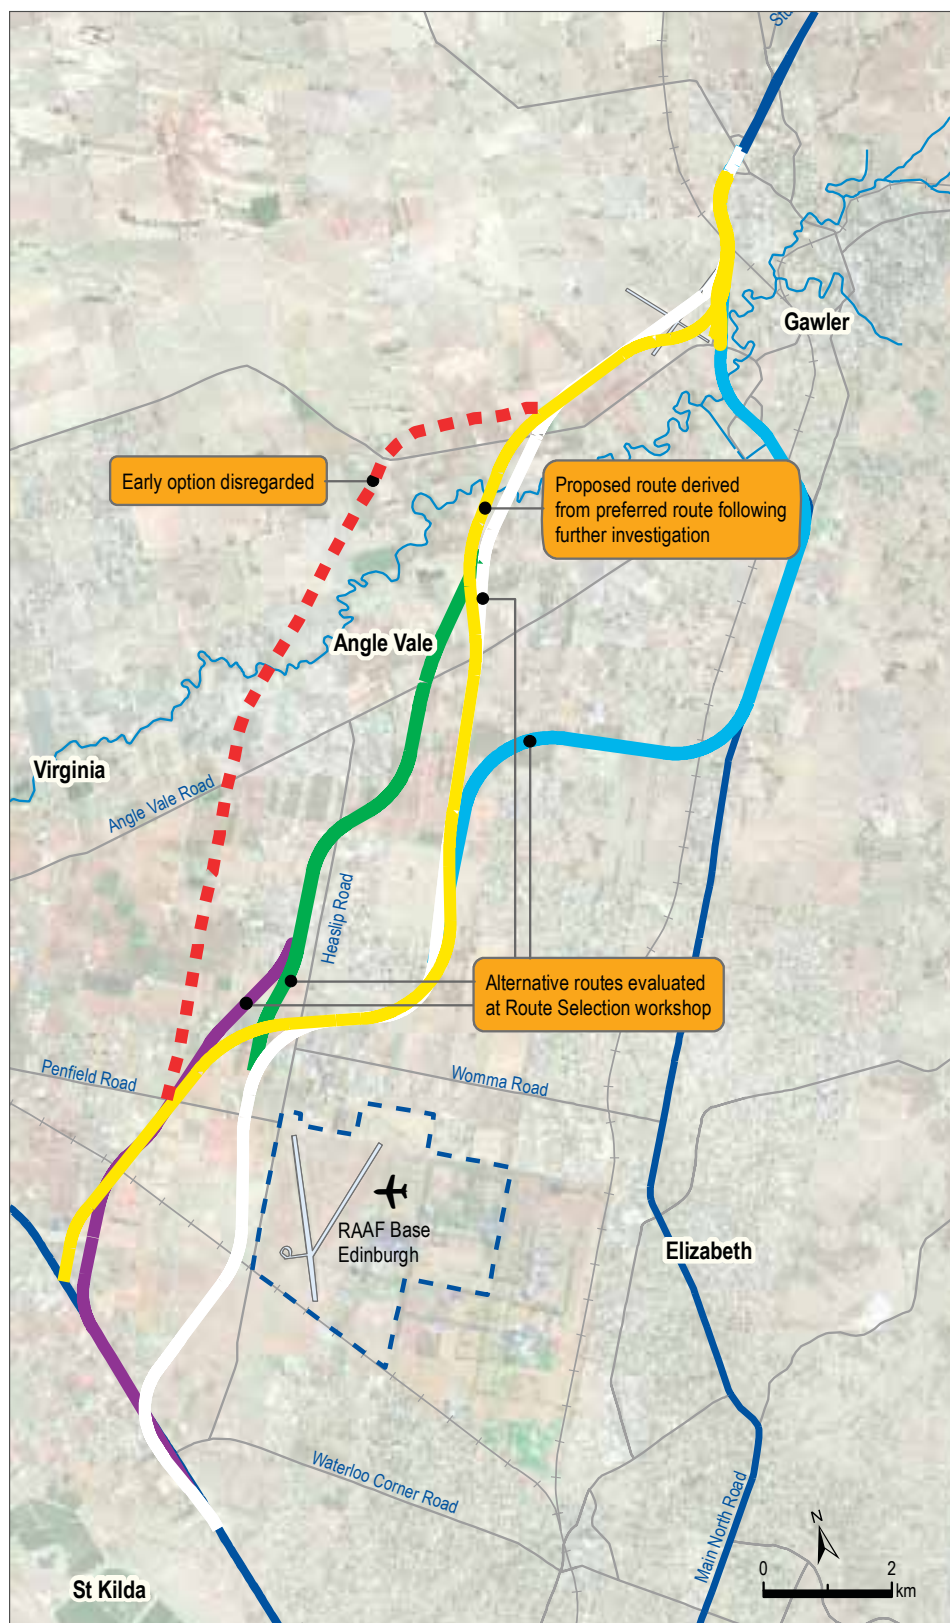 Stu
Gawler
Early option disregarded
Proposed route derived
from preferred route following
further investigation
Angle Vale
Virginia
Angle Vale Road
Heaslip Road
Alternative routes evaluated
at Route Selection workshop
Penfield Road
Womma Road
RAAF Base
Edinburgh
Elizabeth
Waterloo Corner Road
Main North Road
N
0 2
km
St Kilda